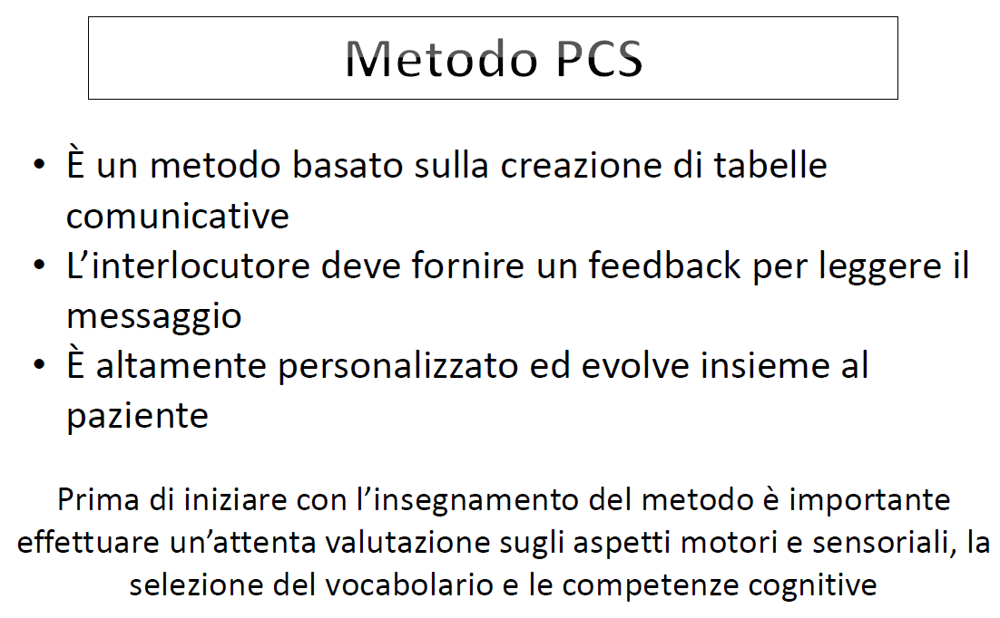 Metodo PCS
• È un metodo basato sulla creazione di tabelle
comunicative
• L’interlocutore deve fornire un feedback per leggere il
messaggio
• È altamente personalizzato ed evolve insieme al
paziente
Prima di iniziare con l’insegnamento del metodo è importante
effettuare un’attenta valutazione sugli aspetti motori e sensoriali, la
selezione del vocabolario e le competenze cognitive